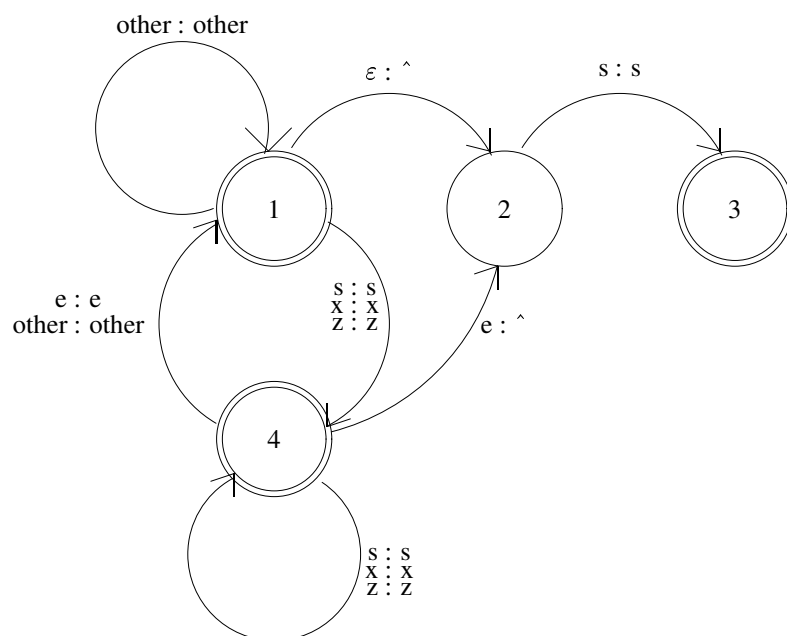 other : other
ε : ˆ
s : s
1
2
3
e : e
other : other
s : s
x : x
z : z
e : ˆ
4
s : s
x : x
z : z